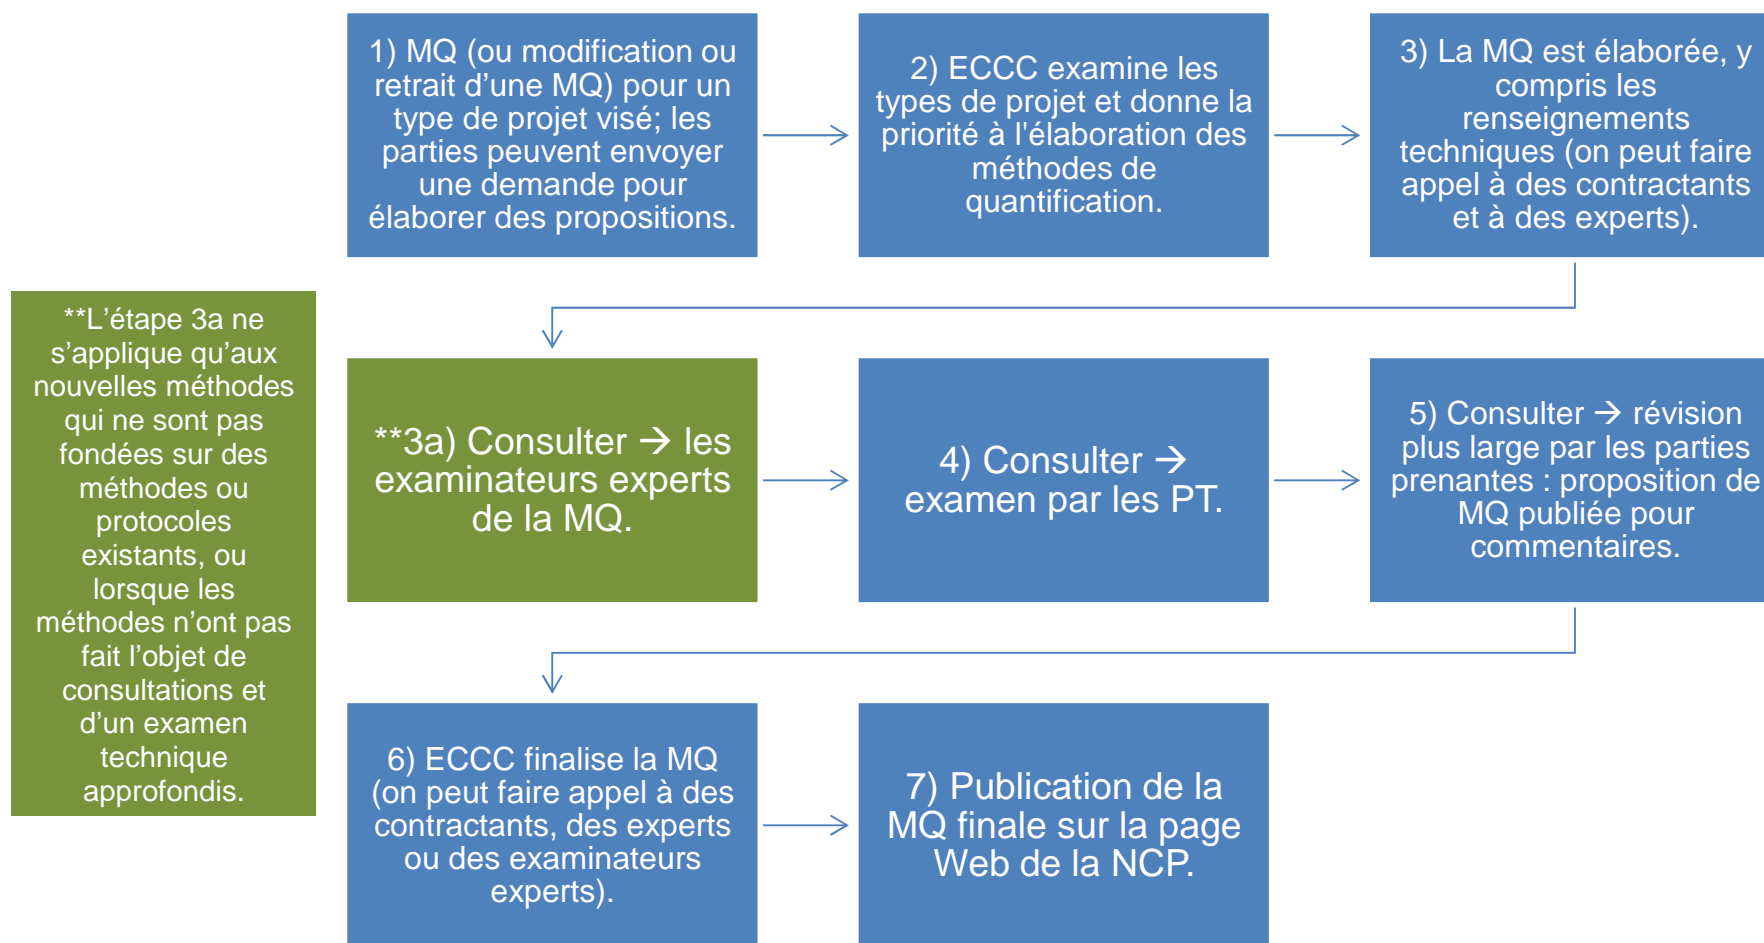 1) MQ (ou modification ou
retrait d’une MQ) pour un
type de projet visé; les
parties peuvent envoyer
une demande pour
élaborer des propositions.
2) ECCC examine les
types de projet et donne la
priorité à l'élaboration des
méthodes de
quantification.
3) La MQ est élaborée, y
compris les
renseignements
techniques (on peut faire
appel à des contractants
et à des experts).
**L’étape 3a ne
s’applique qu’aux
nouvelles méthodes
qui ne sont pas
fondées sur des
méthodes ou
protocoles
existants, ou
lorsque les
méthodes n’ont pas
fait l’objet de
consultations et
d’un examen
technique
approfondis.
**3a) Consulter → les
examinateurs experts
de la MQ.
4) Consulter →
examen par les PT.
5) Consulter → révision
plus large par les parties
prenantes : proposition de
MQ publiée pour
commentaires.
6) ECCC finalise la MQ
(on peut faire appel à des
contractants, des experts
ou des examinateurs
experts).
7) Publication de la
MQ finale sur la page
Web de la NCP.